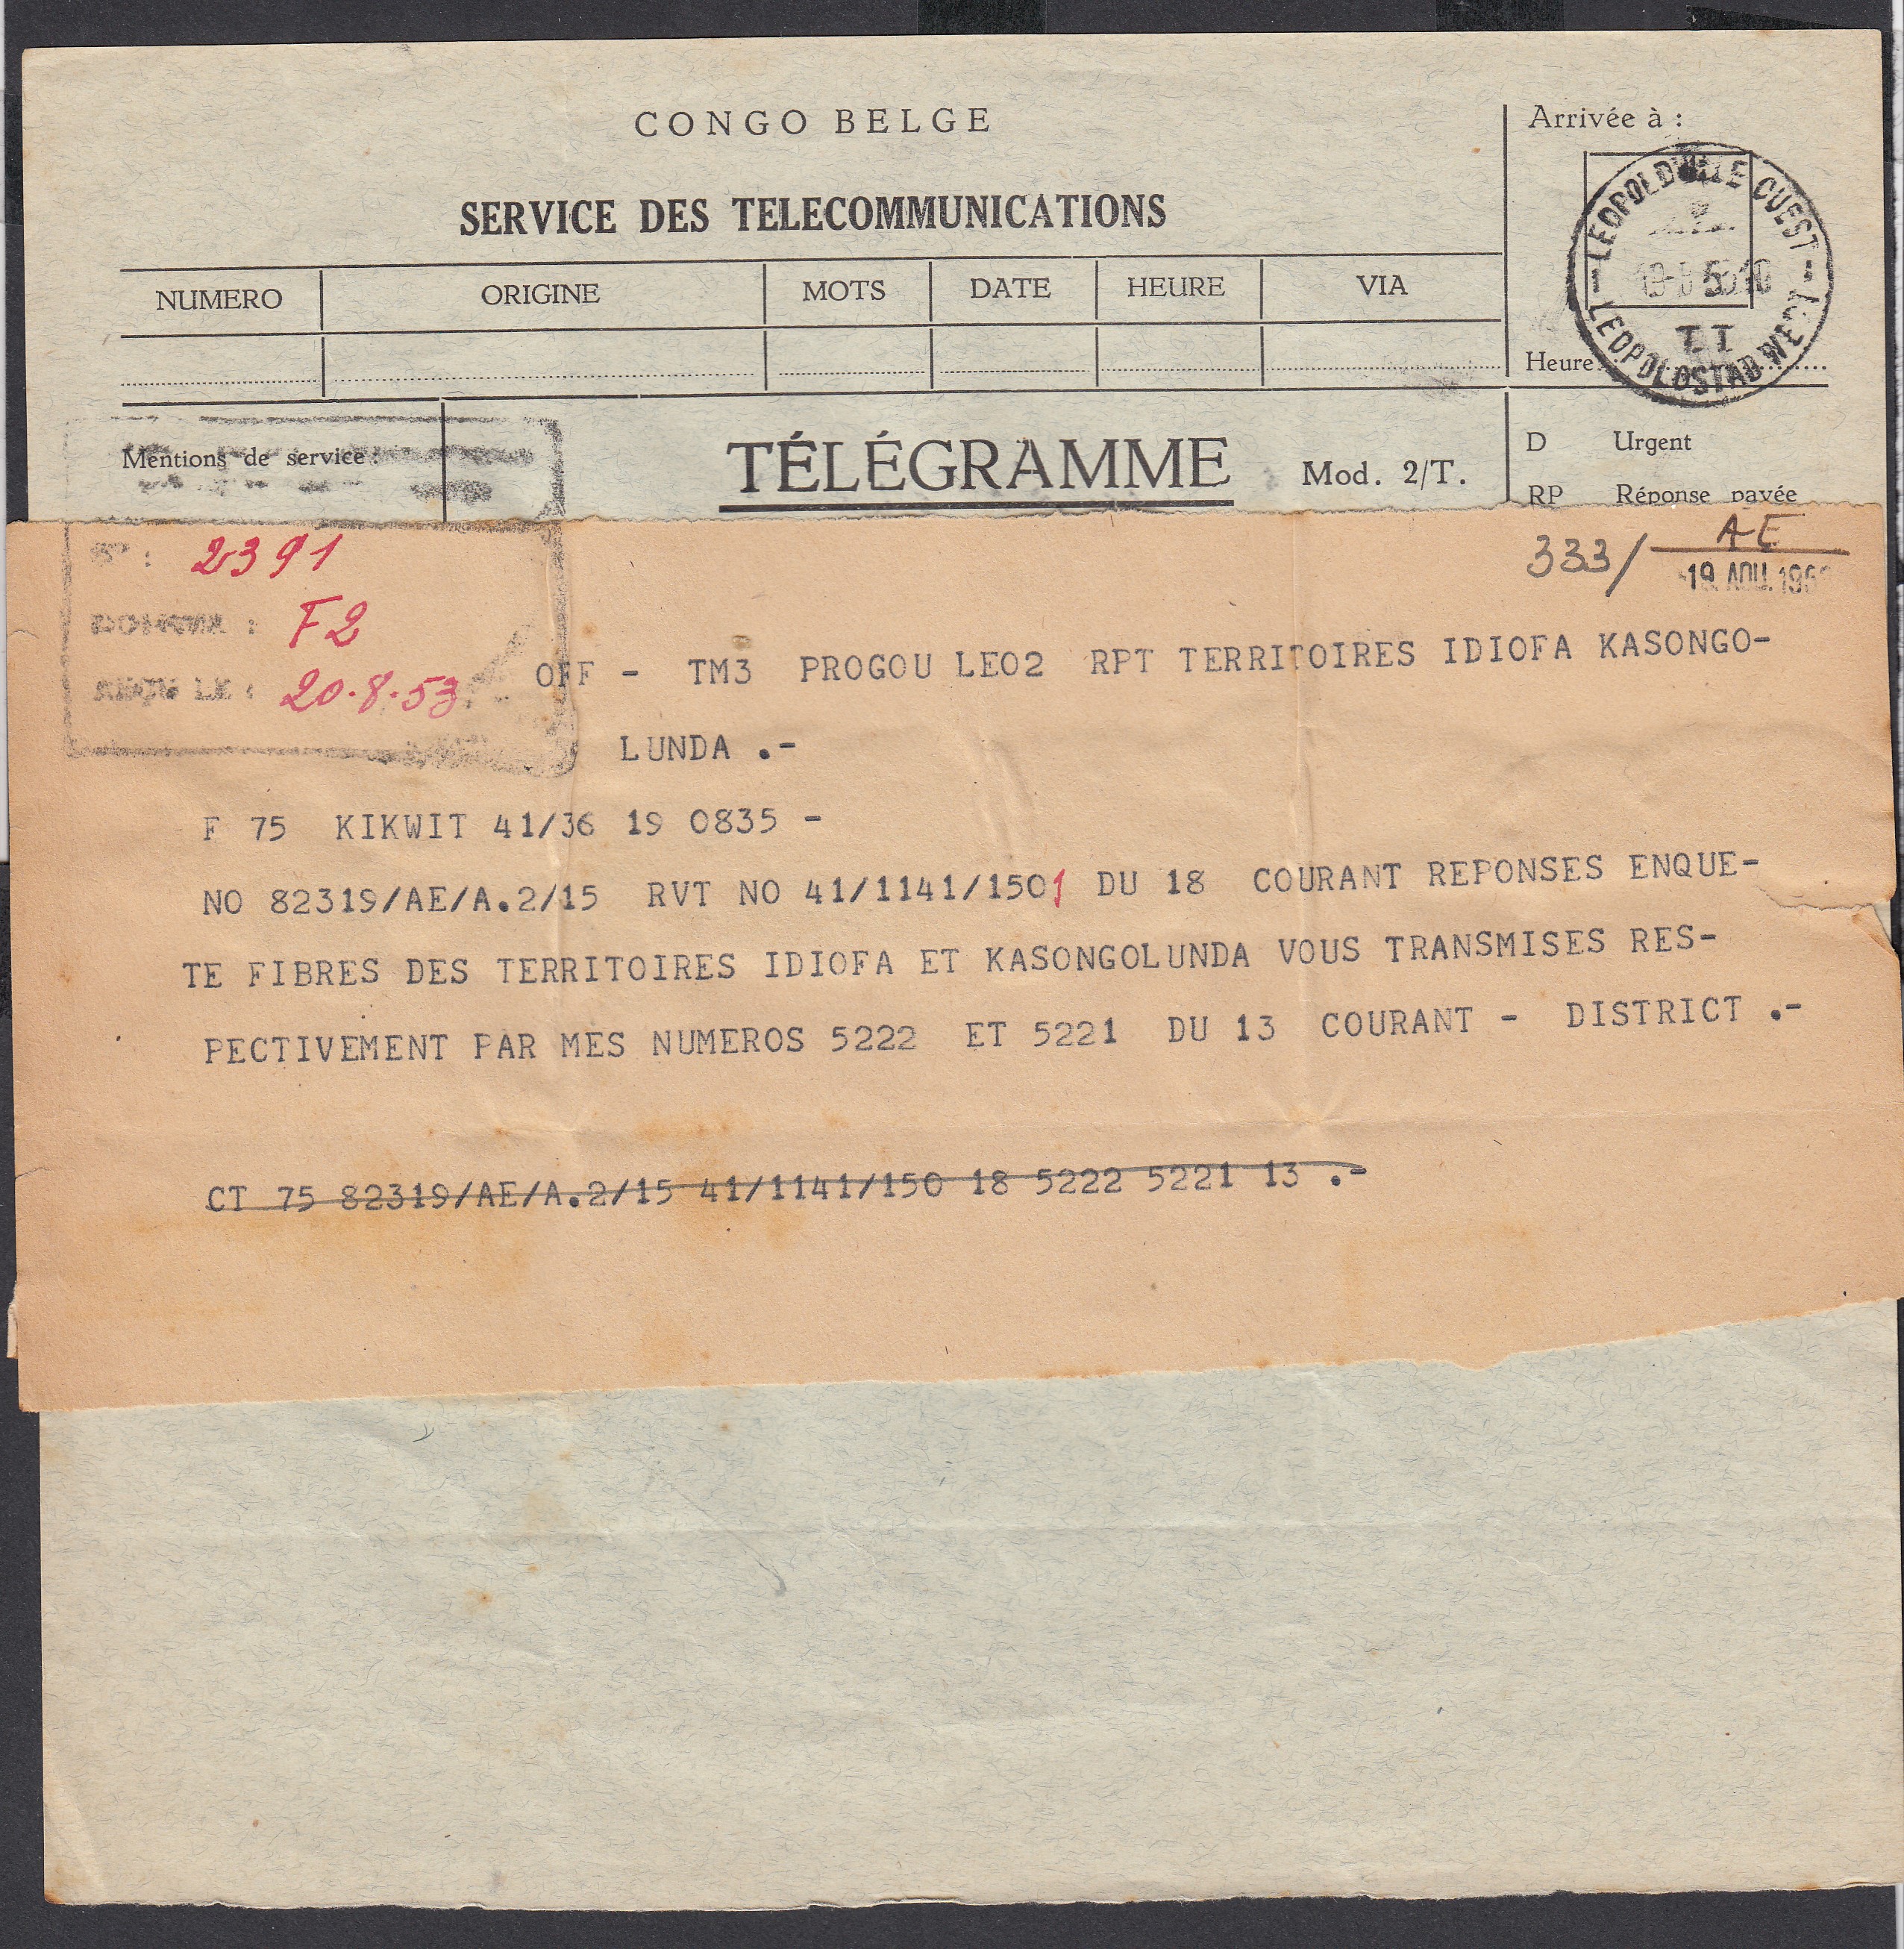 CONGO BELGE
SERVICE DES TELECOMMUNICATIONS
NUMERO ORIGINE MOTS DATE HEURE VIA
Arrivée à :
LEOPOLDVILLE OUEST
LEOPOLDSTAD WEST
Heure
Mentions de service :
TÉLÉGRAMME Mod. 2/T.
D Urgent
RP Réponse payée
N° : 2391
DOSSIER : F2
REÇU LE : 20.8.53
333/ AE
19 AOU. 195
OFF - TM3 PROGOU LEO2 RPT TERRITOIRES IDIOFA KASONGO-
LUNDA .-
F 75 KIKWIT 41/36 19 0835 -
NO 82319/AE/A.2/15 RVT NO 41/1141/1501 DU 18 COURANT REPONSES ENQUE-
TE FIBRES DES TERRITOIRES IDIOFA ET KASONGOLUNDA VOUS TRANSMISES RES-
PECTIVEMENT PAR MES NUMEROS 5222 ET 5221 DU 13 COURANT - DISTRICT .-
CT 75 82319/AE/A.2/15 41/1141/150 18 5222 5221 13 .-